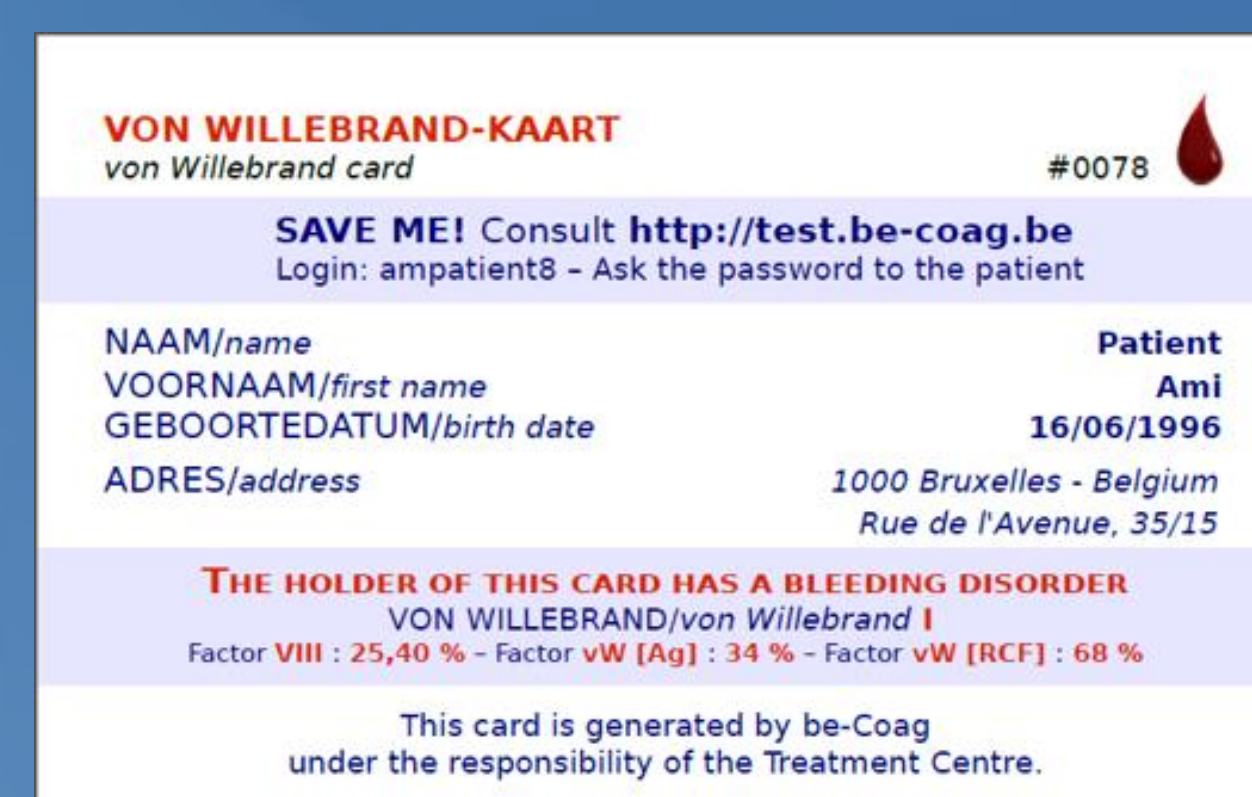 VON WILLEBRAND-KAART
von Willebrand card
#0078
SAVE ME! Consult http://test.be-coag.be
Login: ampatient8 – Ask the password to the patient
NAAM/name Patient
VOORNAAM/first name Ami
GEBOORTEDATUM/birth date 16/06/1996
ADRES/address 1000 Bruxelles - Belgium
Rue de l'Avenue, 35/15
THE HOLDER OF THIS CARD HAS A BLEEDING DISORDER
VON WILLEBRAND/von Willebrand I
Factor VIII : 25,40 % – Factor vW [Ag] : 34 % – Factor vW [RCF] : 68 %
This card is generated by be-Coag
under the responsibility of the Treatment Centre.